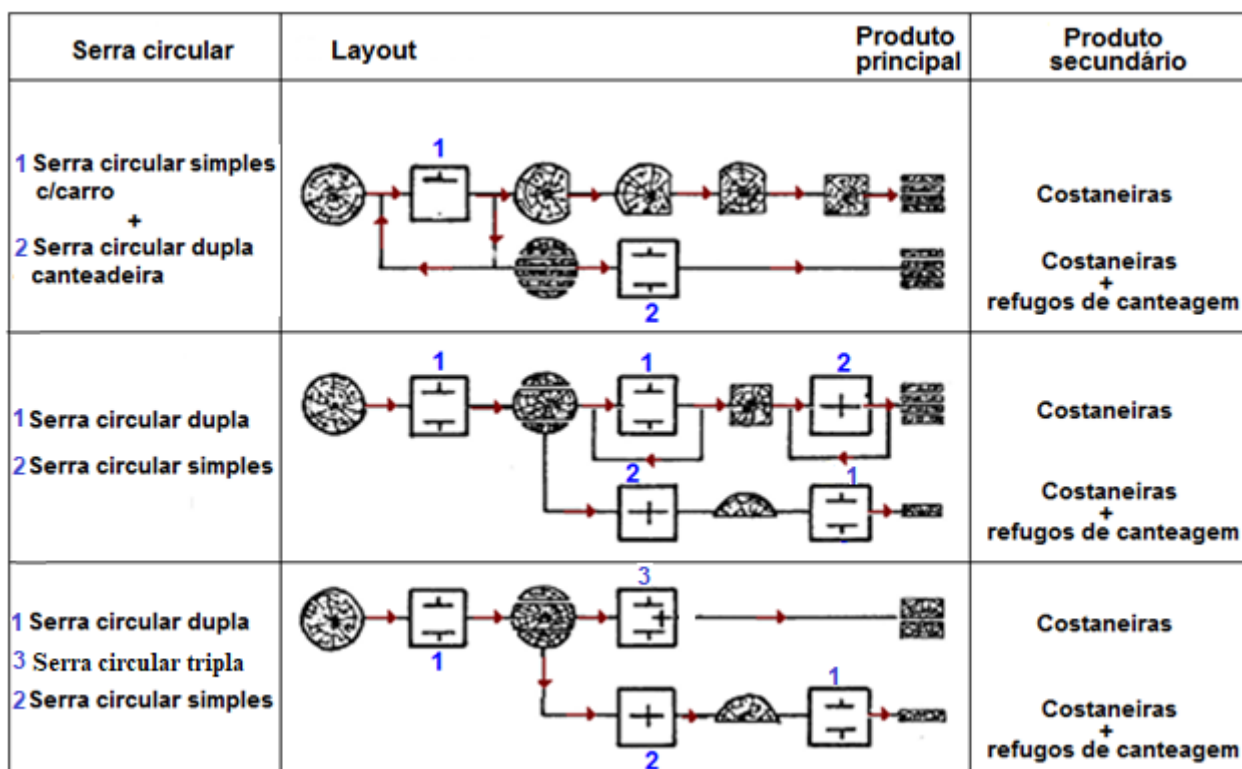 Serra circular
Layout
Produto
principal
Produto
secundário
1 Serra circular simples
c/carro
+
2 Serra circular dupla
canteadeira
1
2
Costaneiras
Costaneiras
+
refugos de canteagem
1 Serra circular dupla
2 Serra circular simples
1
1
2
2
1
Costaneiras
Costaneiras
+
refugos de canteagem
1 Serra circular dupla
3 Serra circular tripla
2 Serra circular simples
3
1
1
2
Costaneiras
Costaneiras
+
refugos de canteagem